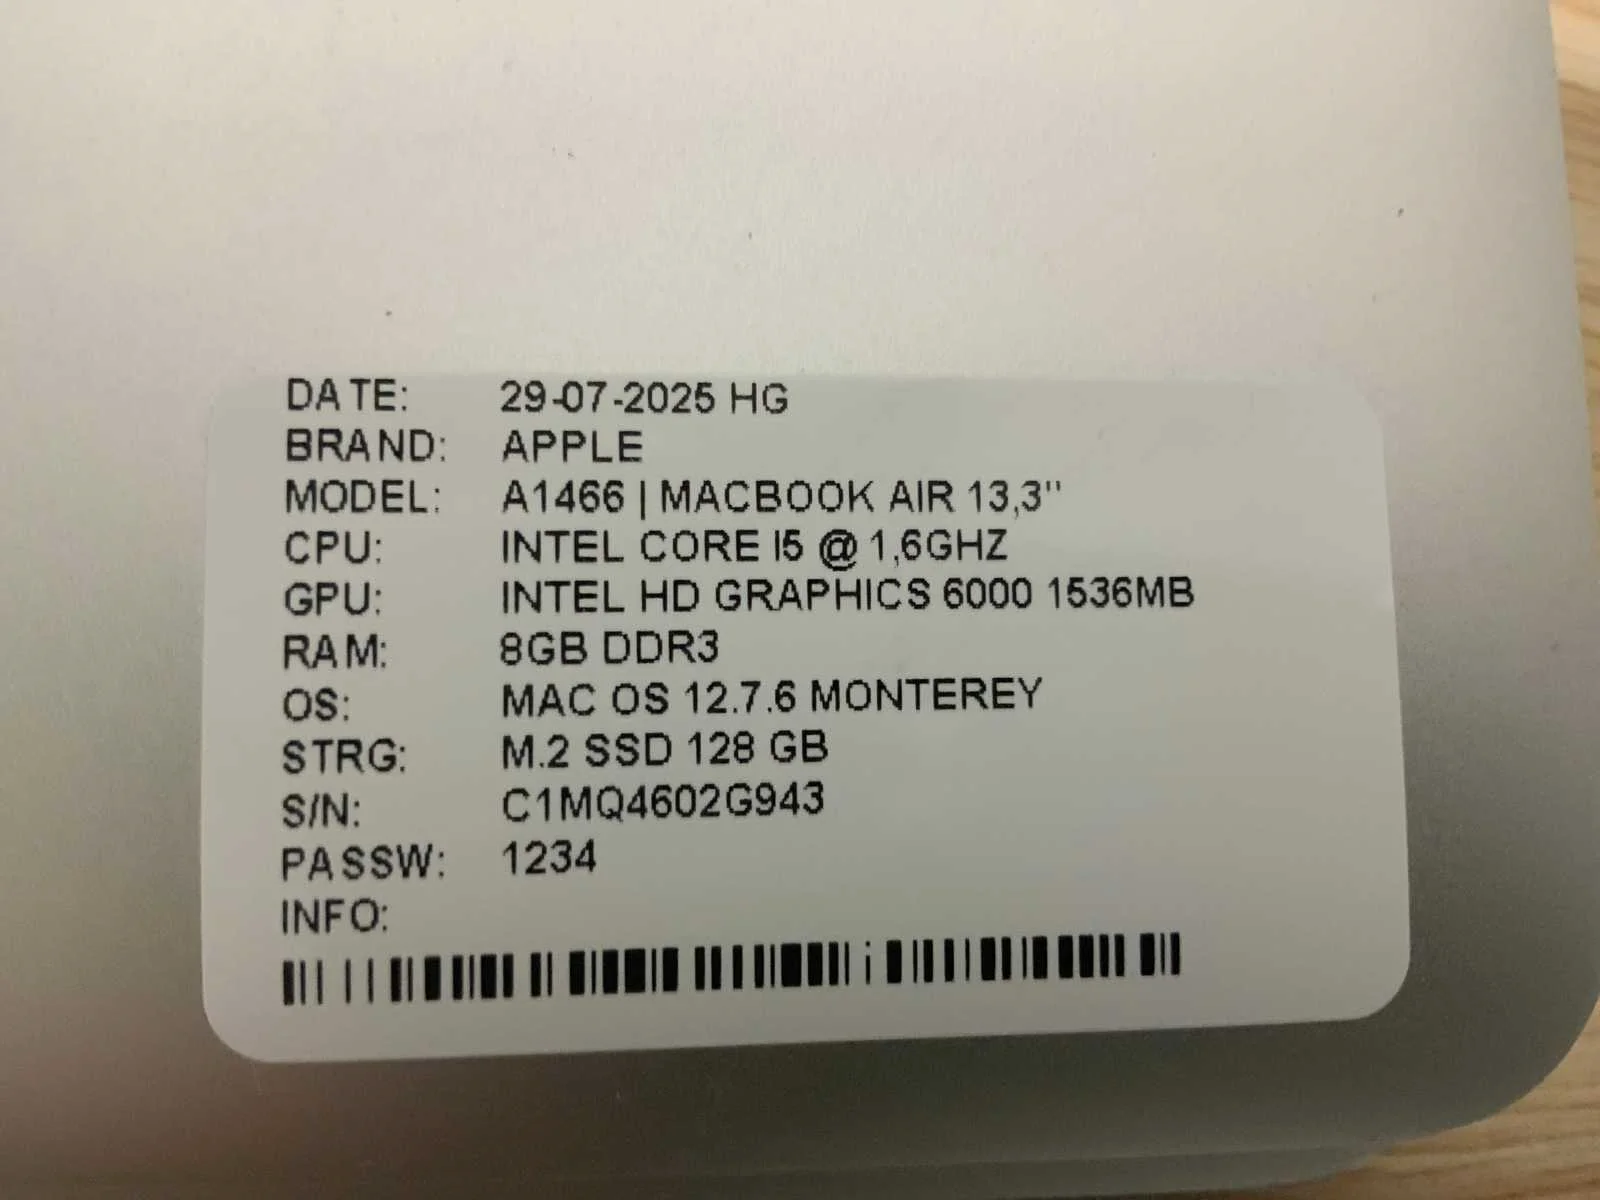 DATE: 29-07-2025 HG
BRAND: APPLE
MODEL: A1466 | MACBOOK AIR 13,3"
CPU: INTEL CORE I5 @ 1,6GHZ
GPU: INTEL HD GRAPHICS 6000 1536MB
RAM: 8GB DDR3
OS: MAC OS 12.7.6 MONTEREY
STRG: M.2 SSD 128 GB
S/N: C1MQ4602G943
PASSW: 1234
INFO: